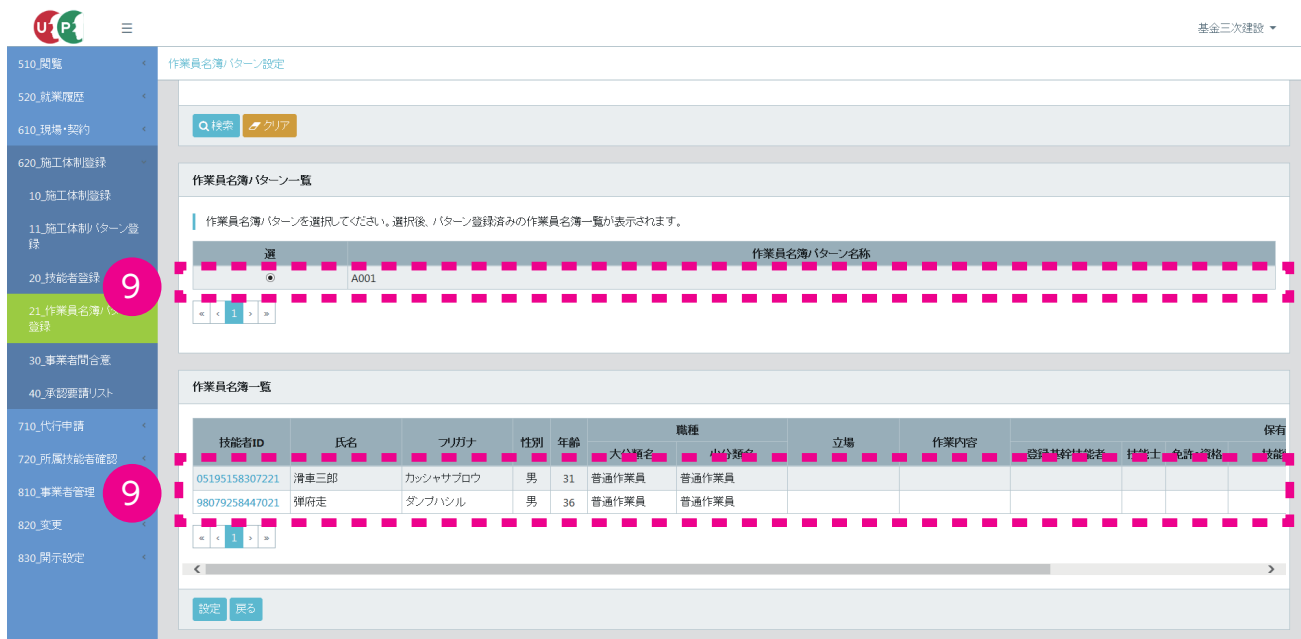 UP
基金三次建設
510_閲覧
520_就業履歴
610_現場・契約
620_施工体制登録
10_施工体制登録
11_施工体制パターン登
録
20_技能者登録
21_作業員名簿パ
登録
30_事業者間合意
40_承認要請リスト
710_代行申請
720_所属技能者確認
810_事業者管理
820_変更
830_開示設定
9
9
作業員名簿パターン設定
検索 クリア
作業員名簿パターン一覧
作業員名簿パターンを選択してください。選択後、パターン登録済みの作業員名簿一覧が表示されます。
選 作業員名簿パターン名称
A001
« ‹ 1 › »
作業員名簿一覧
技能者ID 氏名 フリガナ 性別 年齢 職種 立場 作業内容 保有
大分類名 小分類名 登録基幹技能者 技能士 免許・資格 技能
05195158307221 滑車三郎 カッシャサブロウ 男 31 普通作業員 普通作業員
98079258447021 弾府走 ダンプハシル 男 36 普通作業員 普通作業員
« ‹ 1 › »
設定 戻る